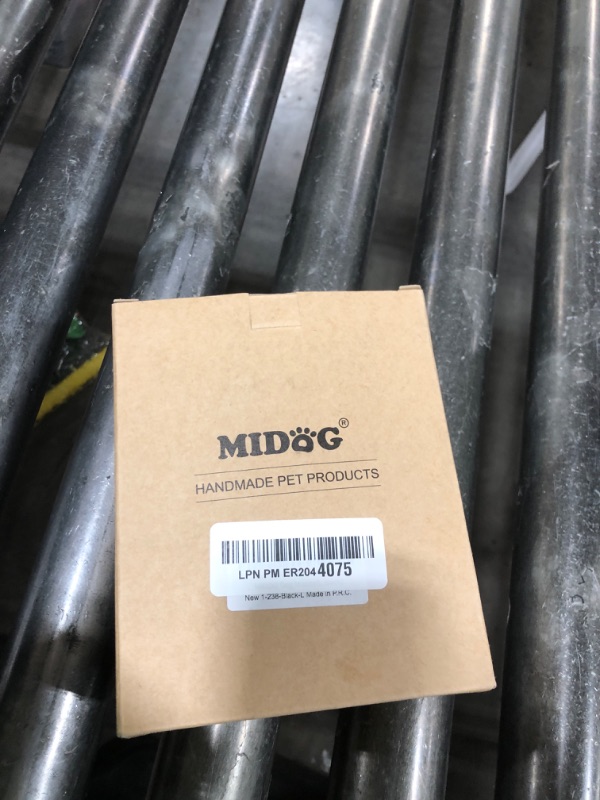 MIDOG®
HANDMADE PET PRODUCTS
LPN PM ER2044075
New 1-238-Black-L Made in P.R.C.